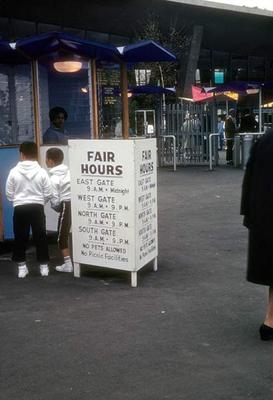 FAIR
HOURS
EAST GATE
9 A.M - Midnight
WEST GATE
9 A.M. - 9 P.M.
NORTH GATE
9 A.M. - 9 P.M.
SOUTH GATE
9 A.M. - 9 P.M.
NO PETS ALLOWED
No Picnic Facilities
FAIR
HOURS